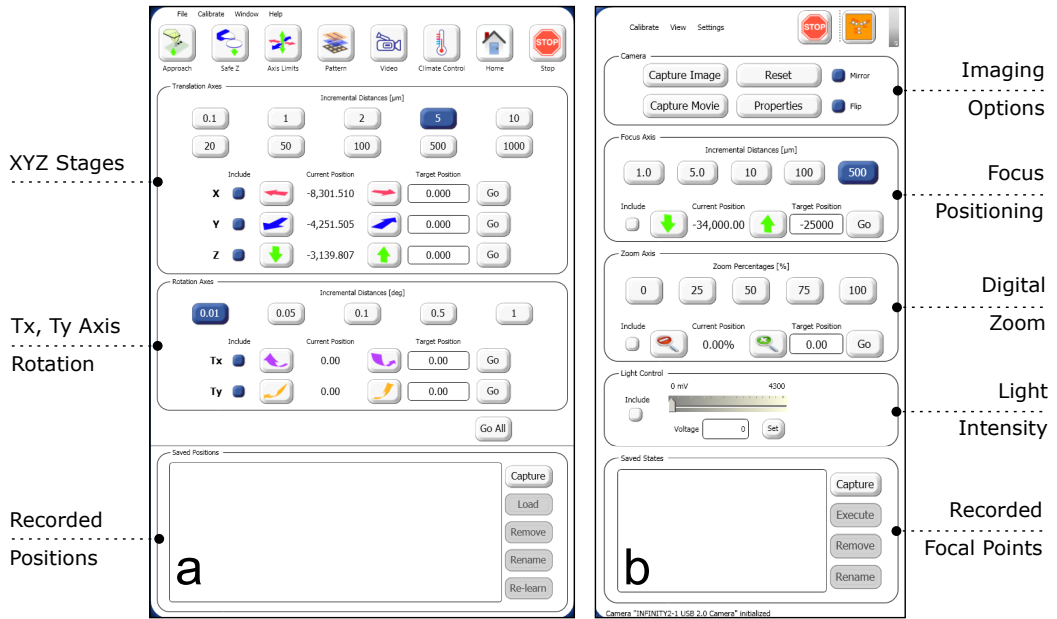 File Calibrate Window Help
Approach Safe Z Axis Limits Pattern Video Climate Control Home STOP Stop
Translation Axes
Incremental Distances [µm]
0.1 1 2 5 10
20 50 100 500 1000
Include Current Position Target Position
X -8,301.510 0.000 Go
Y -4,251.505 0.000 Go
Z -3,139.807 0.000 Go
Rotation Axes
Incremental Distances [deg]
0.01 0.05 0.1 0.5 1
Include Current Position Target Position
Tx 0.00 0.00 Go
Ty 0.00 0.00 Go
Go All
Saved Positions
Capture
Load
Remove
Rename
Re-learn
a
XYZ Stages
Tx, Ty Axis
Rotation
Recorded
Positions
Calibrate View Settings STOP
Camera
Capture Image Reset Mirror
Capture Movie Properties Flip
Focus Axis
Incremental Distances [µm]
1.0 5.0 10 100 500
Include Current Position Target Position
-34,000.00 -25000 Go
Zoom Axis
Zoom Percentages [%]
0 25 50 75 100
Include Current Position Target Position
0.00% 0.00 Go
Light Control
0 mV 4300
Include
Voltage 0 Set
Saved States
Capture
Execute
Remove
Rename
b
Camera "INFINITY2-1 USB 2.0 Camera" initialized
Imaging
Options
Focus
Positioning
Digital
Zoom
Light
Intensity
Recorded
Focal Points